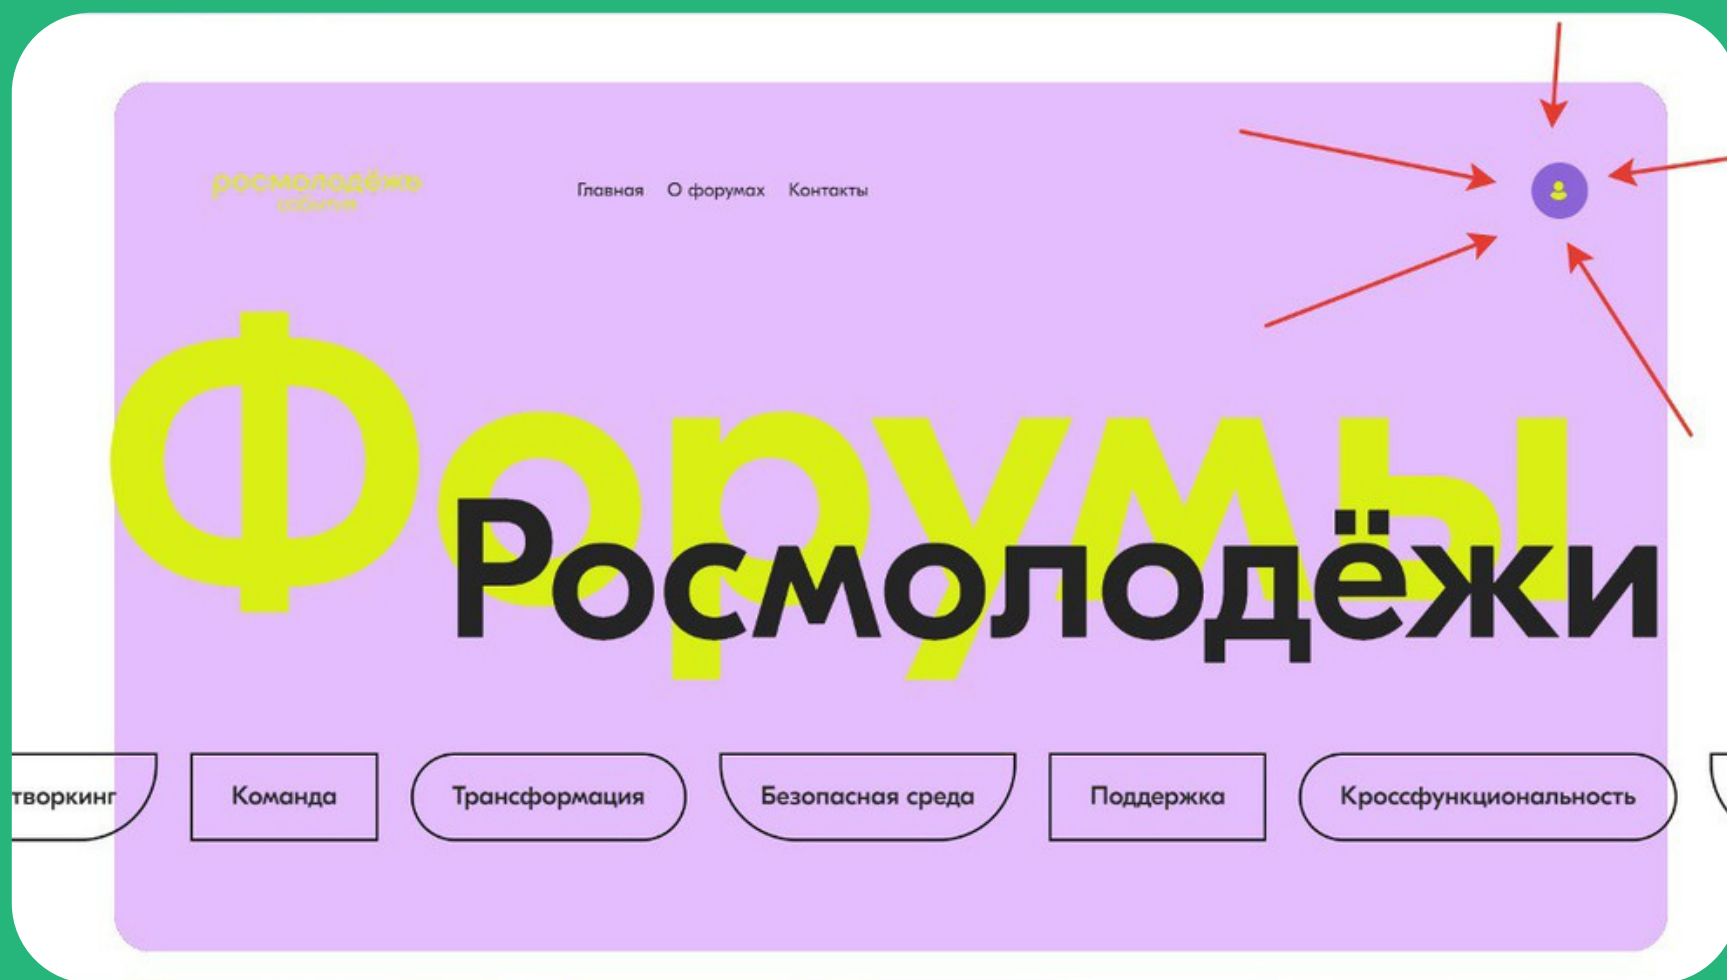 росмолодёжь
события
Главная О форумах Контакты
Форумы
Росмолодёжи
творкинг Команда Трансформация Безопасная среда Поддержка Кроссфункциональность